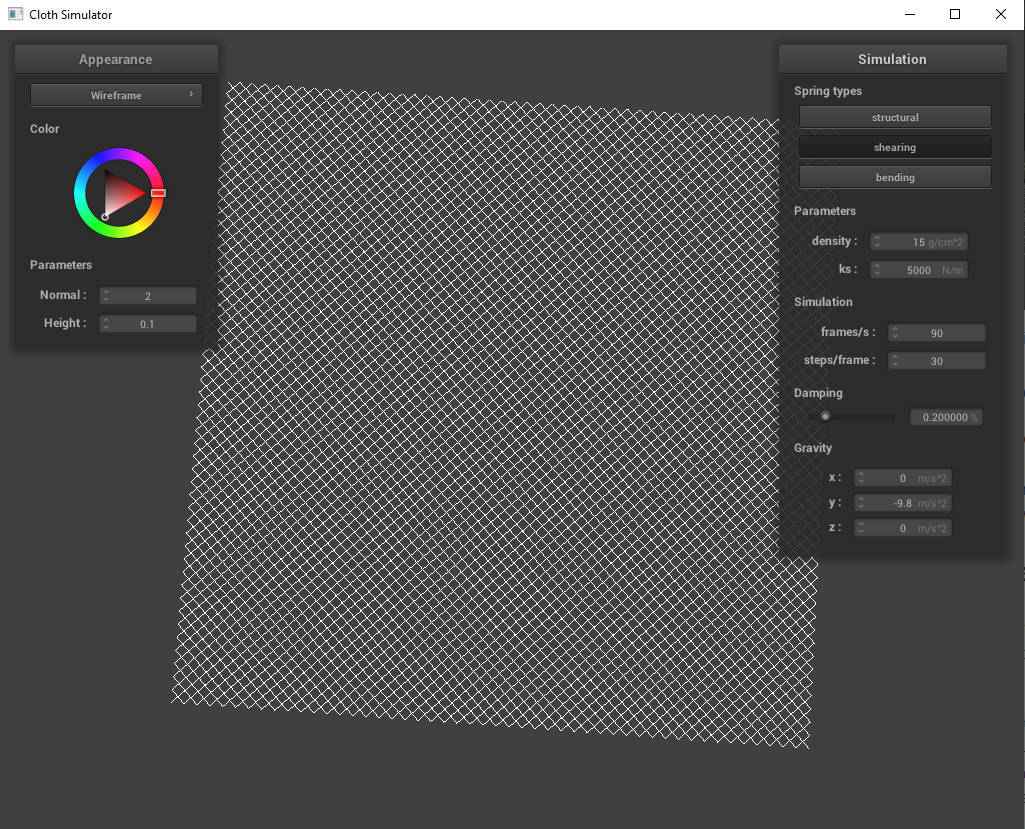 Cloth Simulator
Appearance
Wireframe
Color
Parameters
Normal : 2
Height : 0.1
Simulation
Spring types
structural
shearing
bending
Parameters
density : 15 g/cm^2
ks : 5000 N/m
Simulation
frames/s : 90
steps/frame : 30
Damping
0.200000 %
Gravity
x : 0 m/s^2
y : -9.8 m/s^2
z : 0 m/s^2